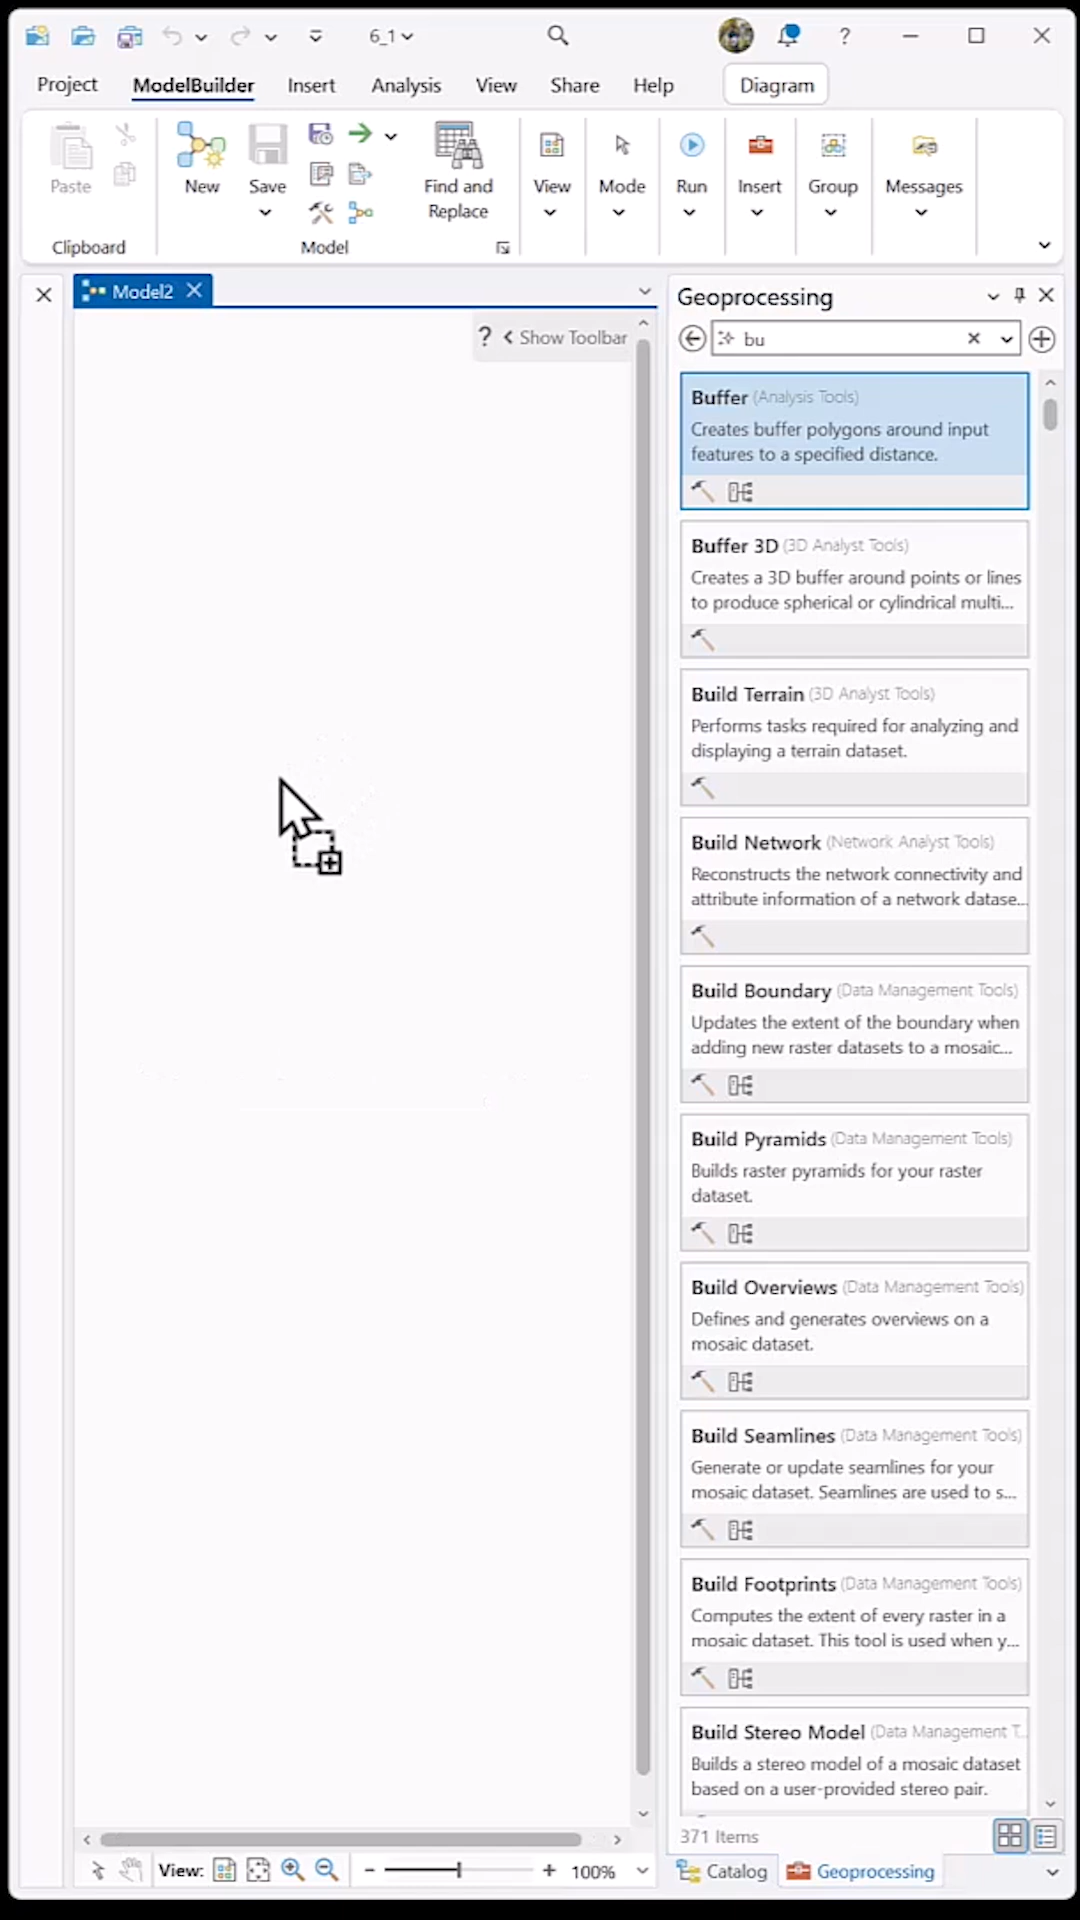 6_1
?
Project
ModelBuilder
Insert
Analysis
View
Share
Help
Diagram
Paste
Clipboard
New
Save
Find and
Replace
Model
View
Mode
Run
Insert
Group
Messages
Model2
? < Show Toolbar
Geoprocessing
bu
Buffer (Analysis Tools)
Creates buffer polygons around input
features to a specified distance.
Buffer 3D (3D Analyst Tools)
Creates a 3D buffer around points or lines
to produce spherical or cylindrical multi...
Build Terrain (3D Analyst Tools)
Performs tasks required for analyzing and
displaying a terrain dataset.
Build Network (Network Analyst Tools)
Reconstructs the network connectivity and
attribute information of a network datase...
Build Boundary (Data Management Tools)
Updates the extent of the boundary when
adding new raster datasets to a mosaic...
Build Pyramids (Data Management Tools)
Builds raster pyramids for your raster
dataset.
Build Overviews (Data Management Tools)
Defines and generates overviews on a
mosaic dataset.
Build Seamlines (Data Management Tools)
Generate or update seamlines for your
mosaic dataset. Seamlines are used to s...
Build Footprints (Data Management Tools)
Computes the extent of every raster in a
mosaic dataset. This tool is used when y...
Build Stereo Model (Data Management T...
Builds a stereo model of a mosaic dataset
based on a user-provided stereo pair.
371 Items
View:
100%
Catalog
Geoprocessing